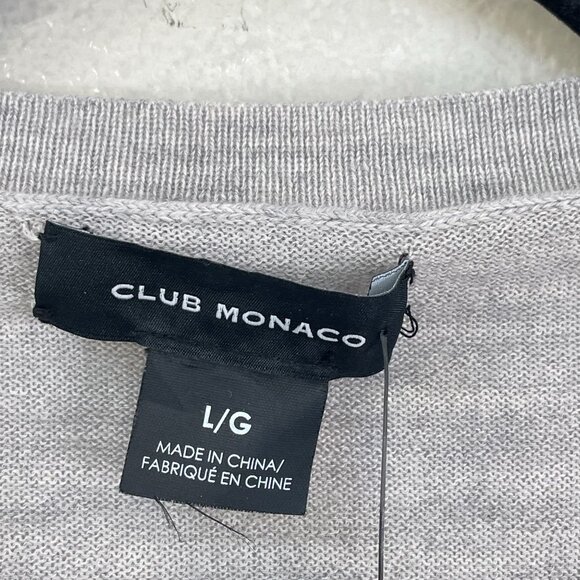 CLUB MONACO
L/G
MADE IN CHINA/
FABRIQUÉ EN CHINE